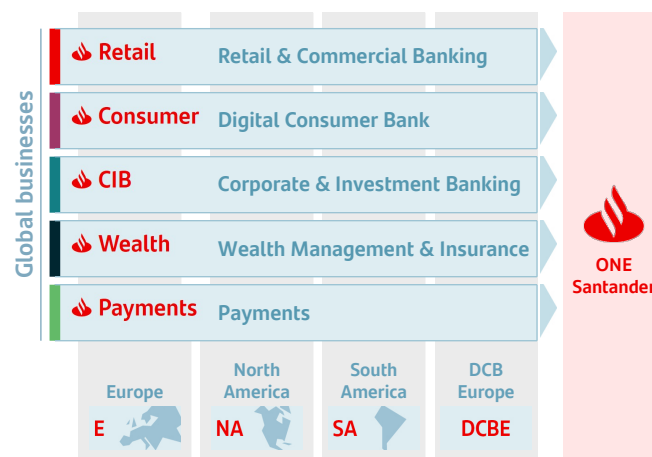 Global businesses
Retail
Retail & Commercial Banking
Consumer
Digital Consumer Bank
CIB
Corporate & Investment Banking
Wealth
Wealth Management & Insurance
Payments
Payments
ONE
Santander
Europe
North
America
South
America
DCB
Europe
E
NA
SA
DCBE